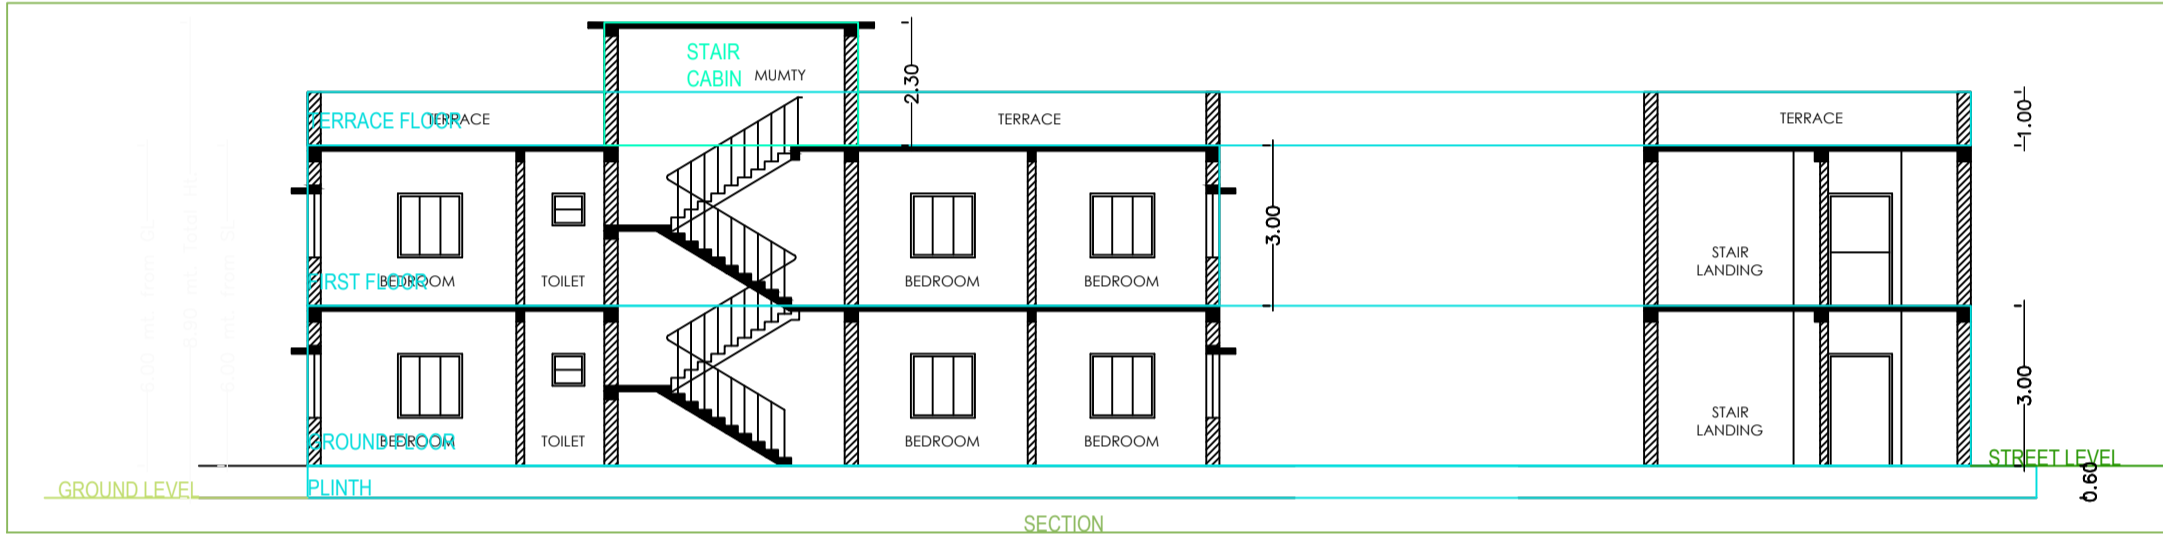 STAIR
CABIN
MUMTY
2.30
TERRACE FLOOR
TERRACE
TERRACE
TERRACE
1.00
3.00
STAIR
LANDING
FIRST FLOOR
BEDROOM
TOILET
BEDROOM
BEDROOM
3.00
STAIR
LANDING
GROUND FLOOR
BEDROOM
TOILET
BEDROOM
BEDROOM
STREET LEVEL
GROUND LEVEL
PLINTH
0.60
SECTION